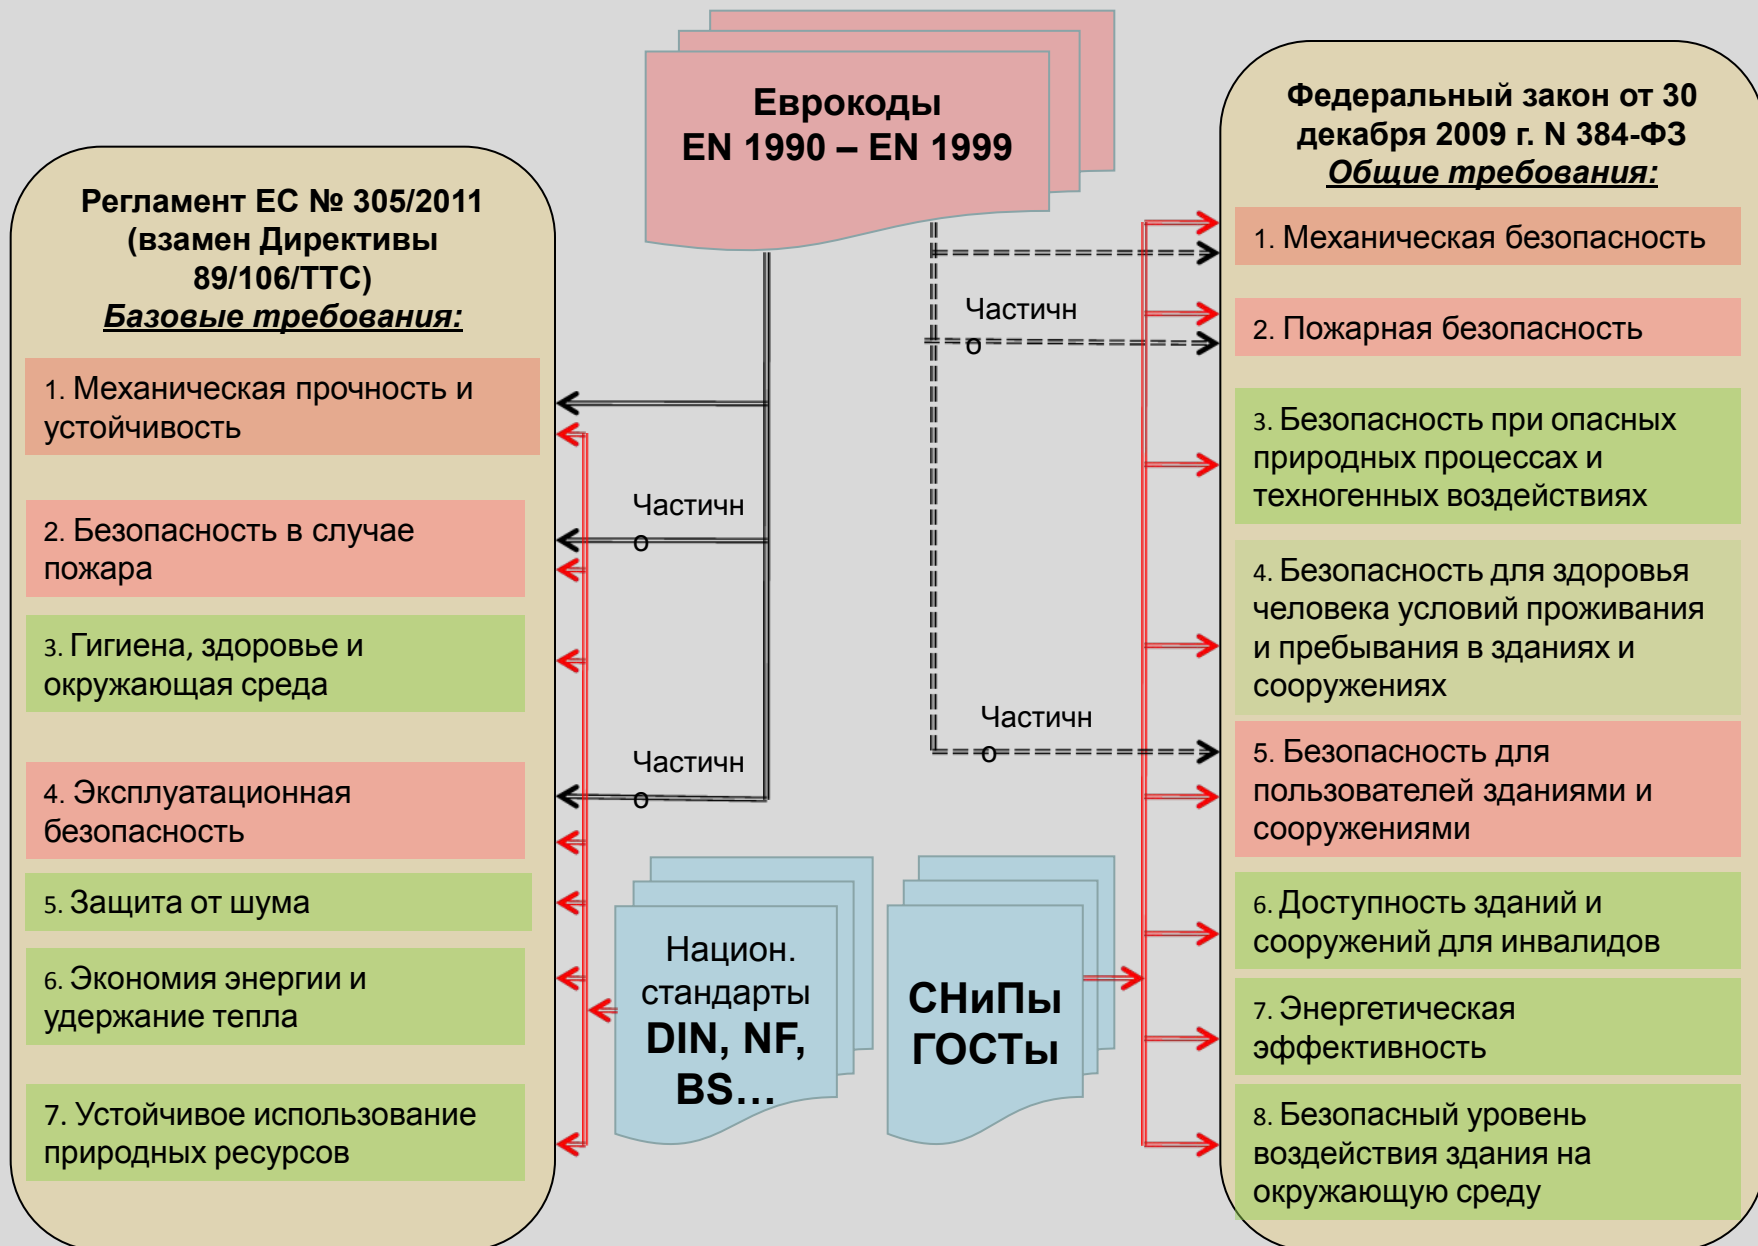 Еврокоды
EN 1990 – EN 1999
Регламент ЕС № 305/2011
(взамен Директивы
89/106/ТТС)
Базовые требования:
1. Механическая прочность и
устойчивость
2. Безопасность в случае
пожара
3. Гигиена, здоровье и
окружающая среда
4. Эксплуатационная
безопасность
5. Защита от шума
6. Экономия энергии и
удержание тепла
7. Устойчивое использование
природных ресурсов
Частичн
о
Частичн
о
Национ.
стандарты
DIN, NF,
BS…
Частичн
о
Частичн
о
СНиПы
ГОСТы
Федеральный закон от 30
декабря 2009 г. N 384-ФЗ
Общие требования:
1. Механическая безопасность
2. Пожарная безопасность
3. Безопасность при опасных
природных процессах и
техногенных воздействиях
4. Безопасность для здоровья
человека условий проживания
и пребывания в зданиях и
сооружениях
5. Безопасность для
пользователей зданиями и
сооружениями
6. Доступность зданий и
сооружений для инвалидов
7. Энергетическая
эффективность
8. Безопасный уровень
воздействия здания на
окружающую среду